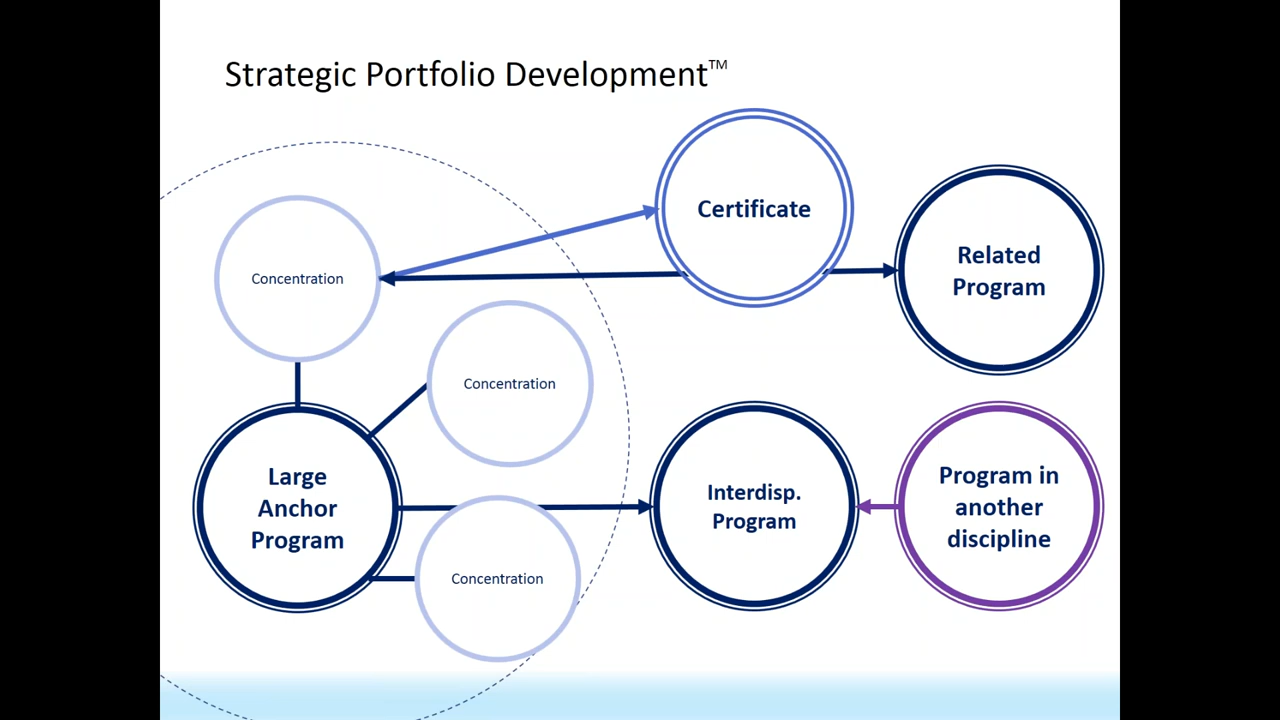 Strategic Portfolio Development™
Certificate
Related
Program
Concentration
Concentration
Large
Anchor
Program
Interdisp.
Program
Program in
another
discipline
Concentration